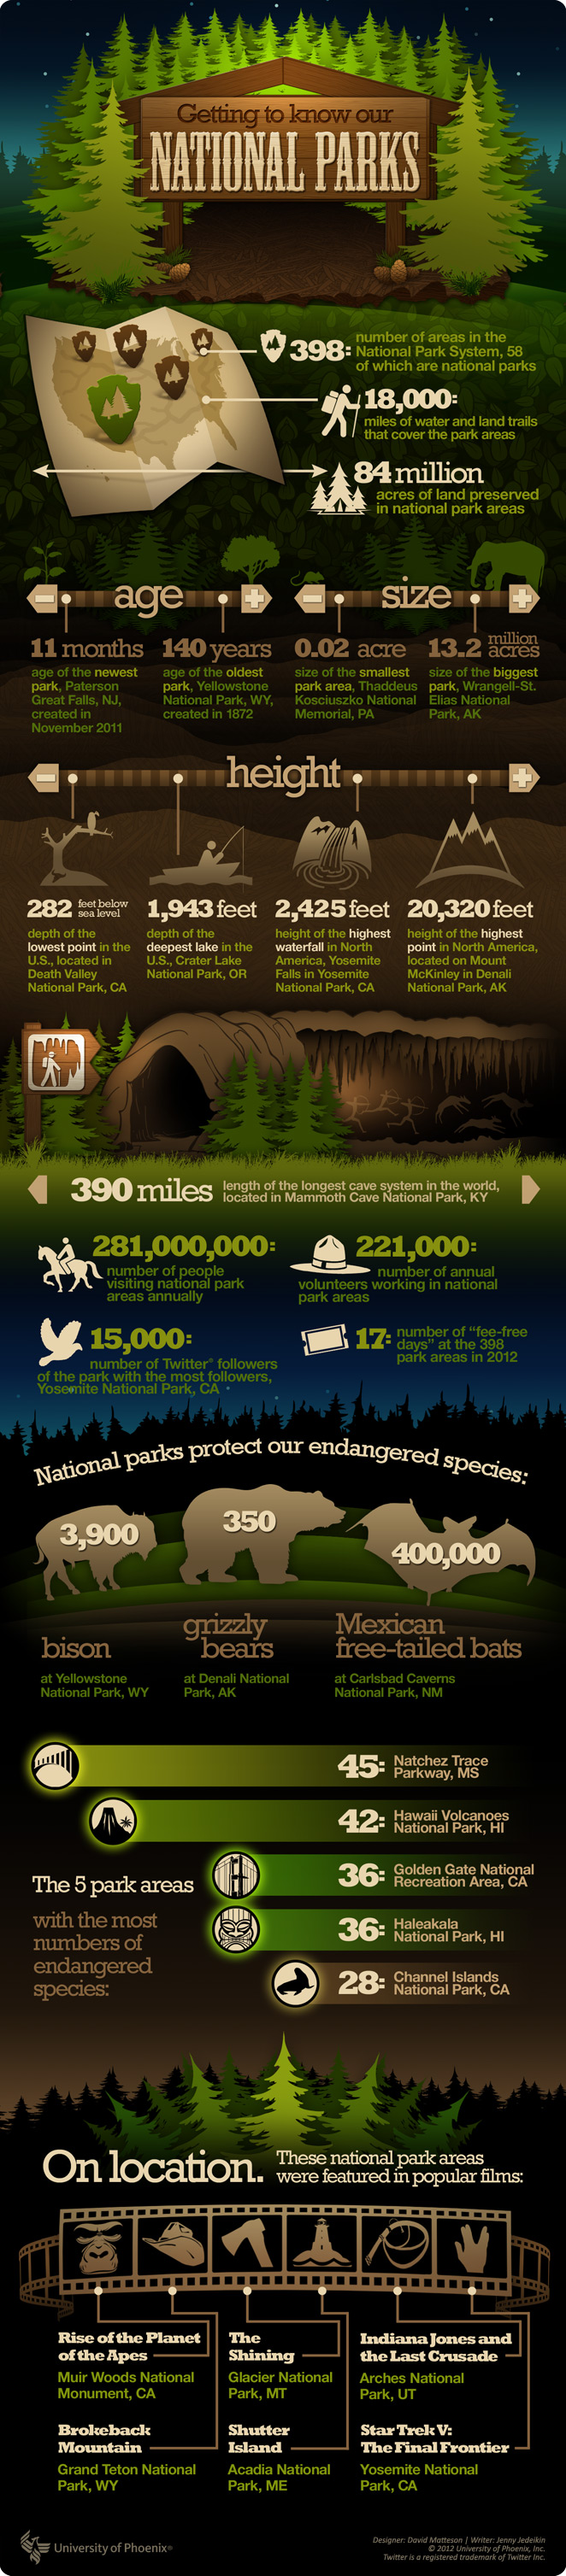 Getting to know our
NATIONAL PARKS
398:
number of areas in the
National Park System, 58
of which are national parks
18,000:
miles of water and land trails
that cover the park areas
84 million
acres of land preserved
in national park areas
age
11 months
age of the newest
park, Paterson
Great Falls, NJ,
created in
November 2011
140 years
age of the oldest
park, Yellowstone
National Park, WY,
created in 1872
size
0.02 acre
size of the smallest
park area, Thaddeus
Kosciuszko National
Memorial, PA
13.2 million
acres
size of the biggest
park, Wrangell-St.
Elias National
Park, AK
height
282 feet below
sea level
depth of the
lowest point in the
U.S., located in
Death Valley
National Park, CA
1,943 feet
depth of the
deepest lake in the
U.S., Crater Lake
National Park, OR
2,425 feet
height of the highest
waterfall in North
America, Yosemite
Falls in Yosemite
National Park, CA
20,320 feet
height of the highest
point in North America,
located on Mount
McKinley in Denali
National Park, AK
390 miles
length of the longest cave system in the world,
located in Mammoth Cave National Park, KY
281,000,000:
number of people
visiting national park
areas annually
221,000:
number of annual
volunteers working in national
park areas
15,000:
number of Twitter® followers
of the park with the most followers,
Yosemite National Park, CA
17:
number of “fee-free
days” at the 398
park areas in 2012
National parks protect our endangered species:
3,900
bison
at Yellowstone
National Park, WY
350
grizzly
bears
at Denali National
Park, AK
400,000
Mexican
free-tailed bats
at Carlsbad Caverns
National Park, NM
The 5 park areas
with the most
numbers of
endangered
species:
45: Natchez Trace
Parkway, MS
42: Hawaii Volcanoes
National Park, HI
36: Golden Gate National
Recreation Area, CA
36: Haleakala
National Park, HI
28: Channel Islands
National Park, CA
On location.
These national park areas
were featured in popular films:
Rise of the Planet
of the Apes
Muir Woods National
Monument, CA
The
Shining
Glacier National
Park, MT
Indiana Jones and
the Last Crusade
Arches National
Park, UT
Brokeback
Mountain
Grand Teton National
Park, WY
Shutter
Island
Acadia National
Park, ME
Star Trek V:
The Final Frontier
Yosemite National
Park, CA
University of Phoenix®
Designer: David Matteson | Writer: Jenny Jedeikin
© 2012 University of Phoenix, Inc.
Twitter is a registered trademark of Twitter Inc.